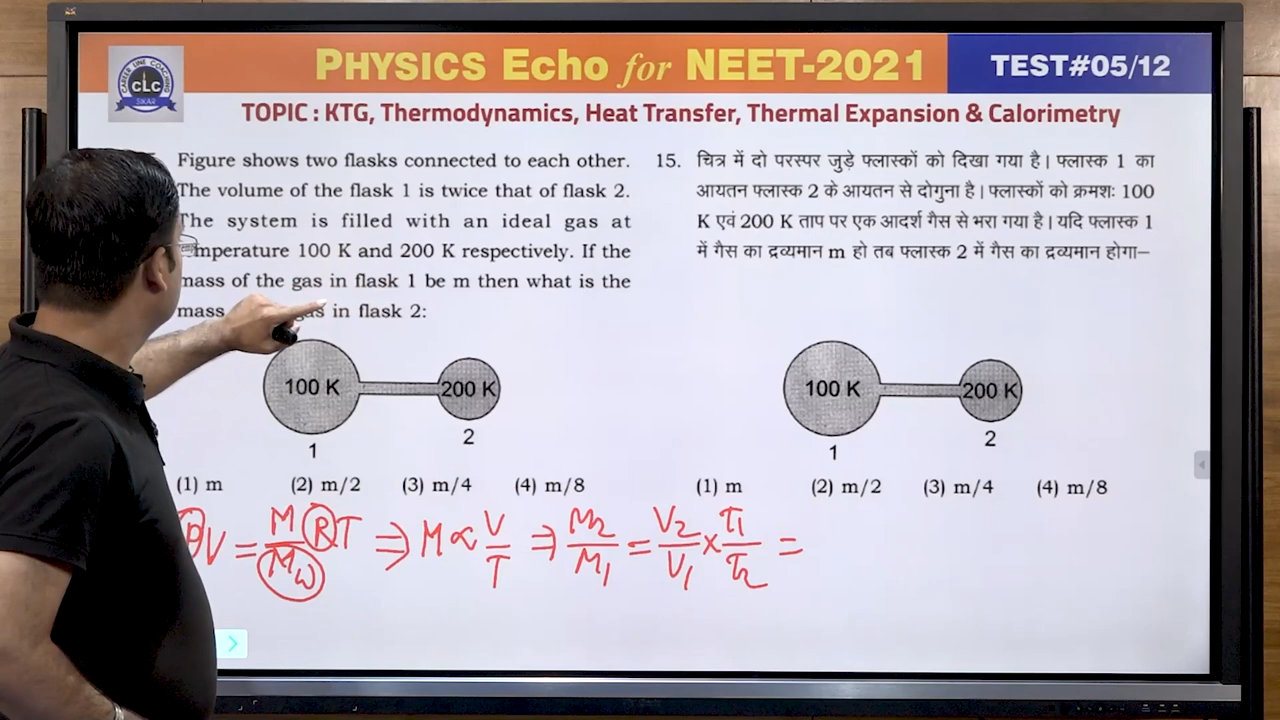 PHYSICS Echo for NEET-2021
TEST#05/12
CLC
SIKAR
TOPIC : KTG, Thermodynamics, Heat Transfer, Thermal Expansion & Calorimetry
Figure shows two flasks connected to each other.
The volume of the flask 1 is twice that of flask 2.
The system is filled with an ideal gas at
temperature 100 K and 200 K respectively. If the
mass of the gas in flask 1 be m then what is the
mass gas in flask 2:
100 K
200 K
1
2
(1) m (2) m/2 (3) m/4 (4) m/8
15. चित्र में दो परस्पर जुड़े फ्लास्कों को दिखा गया है। फ्लास्क 1 का
आयतन फ्लास्क 2 के आयतन से दोगुना है। फ्लास्कों को क्रमशः 100
K एवं 200 K ताप पर एक आदर्श गैस से भरा गया है। यदि फ्लास्क 1
में गैस का द्रव्यमान m हो तब फ्लास्क 2 में गैस का द्रव्यमान होगा–
100 K
200 K
1
2
(1) m (2) m/2 (3) m/4 (4) m/8
PV = M/Mw RT ⇒ M ∝ V/T ⇒ M2/M1 = V2/V1 × T1/T2 =